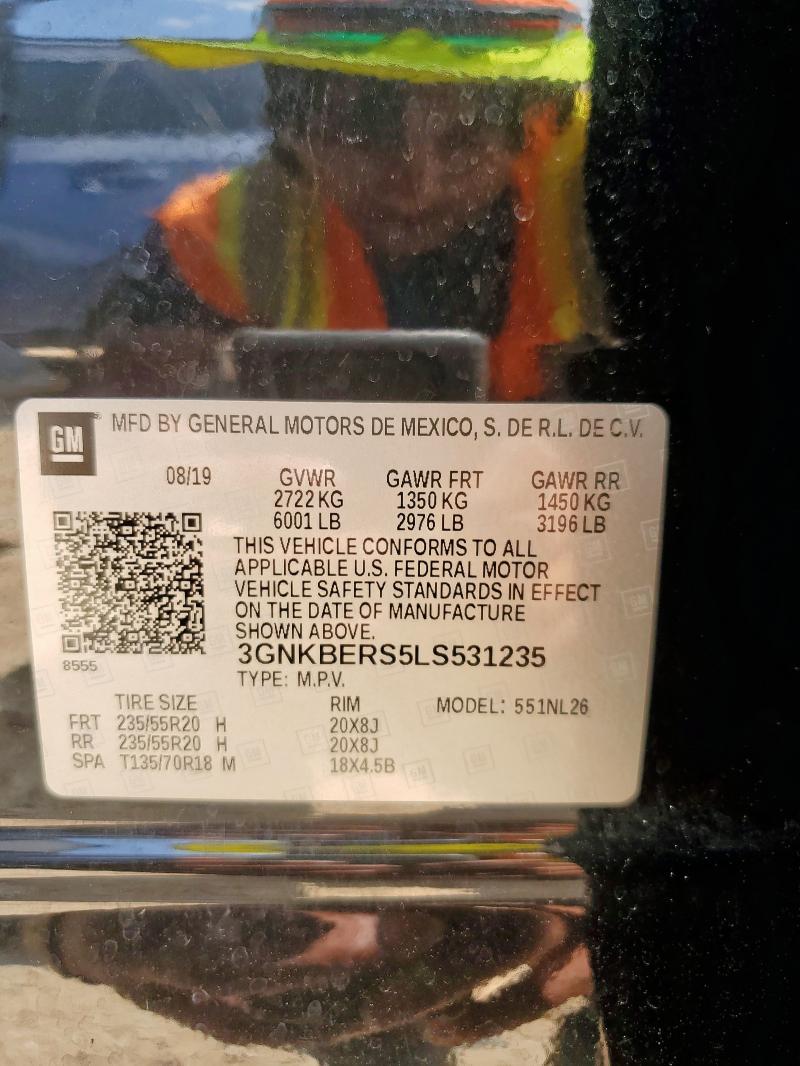 GM
MFD BY GENERAL MOTORS DE MEXICO, S. DE R.L. DE C.V.
08/19 GVWR GAWR FRT GAWR RR
2722 KG 1350 KG 1450 KG
6001 LB 2976 LB 3196 LB
THIS VEHICLE CONFORMS TO ALL
APPLICABLE U.S. FEDERAL MOTOR
VEHICLE SAFETY STANDARDS IN EFFECT
ON THE DATE OF MANUFACTURE
SHOWN ABOVE.
8555
3GNKBERS5LS531235
TYPE: M.P.V.
TIRE SIZE RIM MODEL: 551NL26
FRT 235/55R20 H 20X8J
RR 235/55R20 H 20X8J
SPA T135/70R18 M 18X4.5B